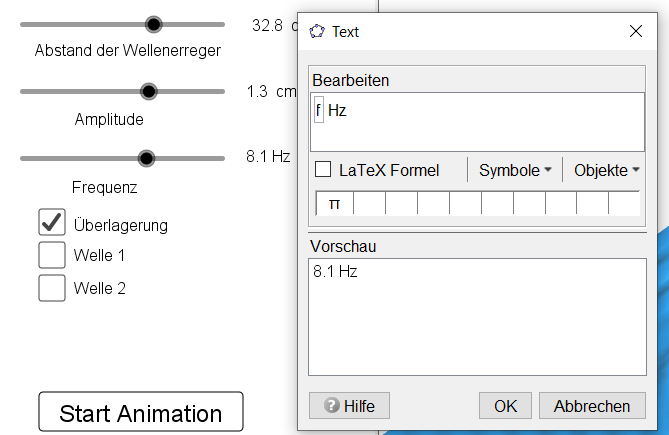 32.8
Abstand der Wellenerreger
1.3 cm
Amplitude
8.1 Hz
Frequenz
Überlagerung
Welle 1
Welle 2
Start Animation
Text
Bearbeiten
f Hz
LaTeX Formel
Symbole
Objekte
π
Vorschau
8.1 Hz
? Hilfe
OK
Abbrechen